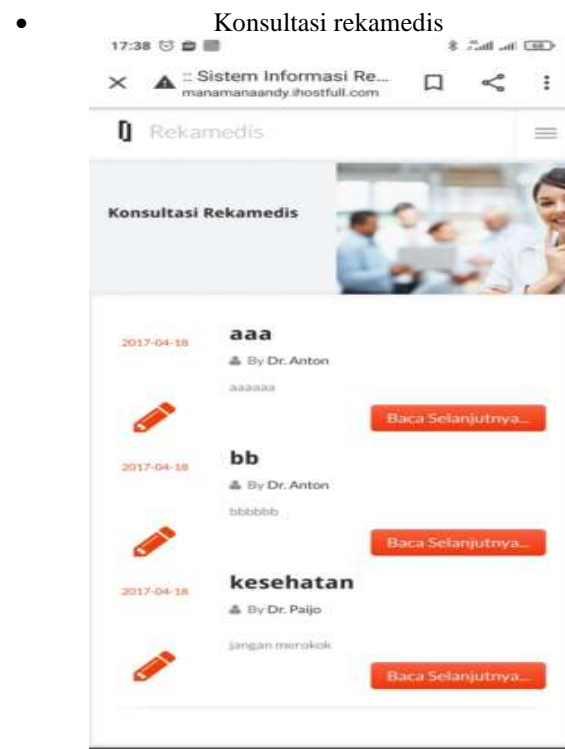 • Konsultasi rekamedis
17:38
:: Sistem Informasi Re...
manamanaandy.ihostfull.com
Rekamedis
Konsultasi Rekamedis
aaa
2017-04-18
By Dr. Anton
aaaaaa
Baca Selanjutnya...
bb
2017-04-18
By Dr. Anton
bbbbbb
Baca Selanjutnya...
kesehatan
2017-04-18
By Dr. Paijo
jangan merokok
Baca Selanjutnya...